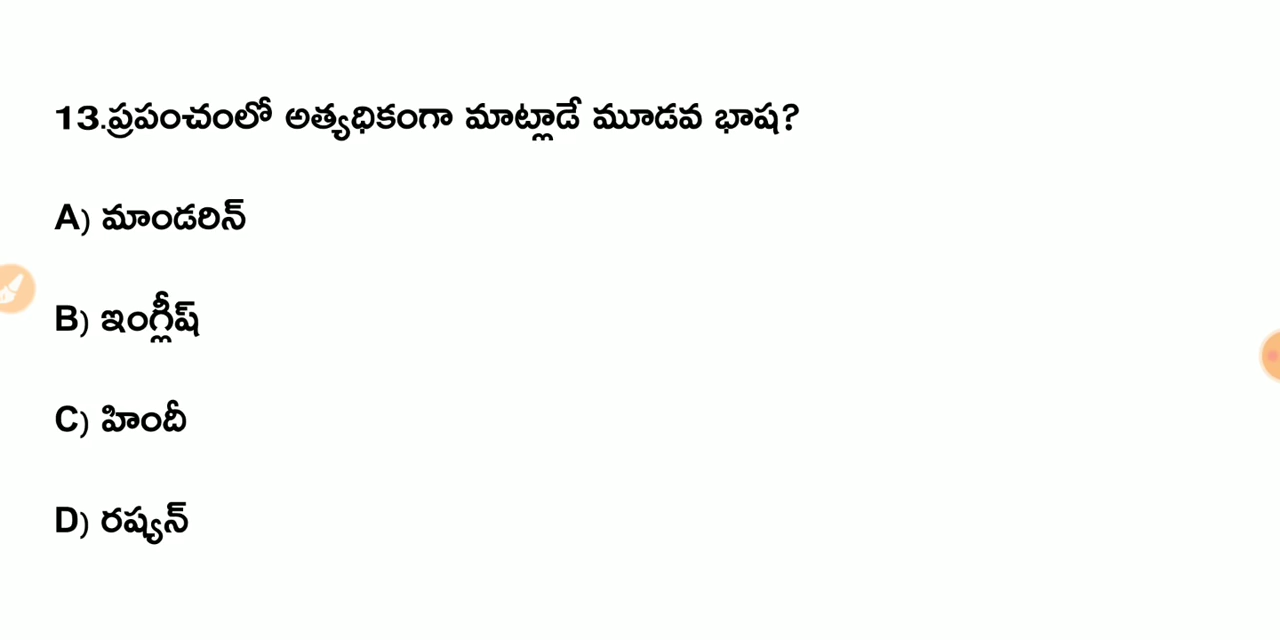 13.ప్రపంచంలో అత్యధికంగా మాట్లాడే మూడవ భాష?
A) మాండరిన్
B) ఇంగ్లీష్
C) హిందీ
D) రష్యన్